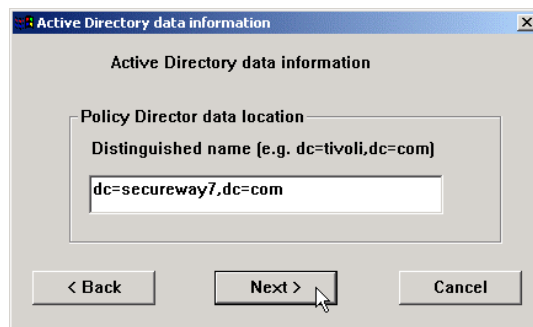 Active Directory data information
Active Directory data information
Policy Director data location
Distinguished name (e.g. dc=tivoli,dc=com)
dc=secureway7,dc=com
< Back Next > Cancel